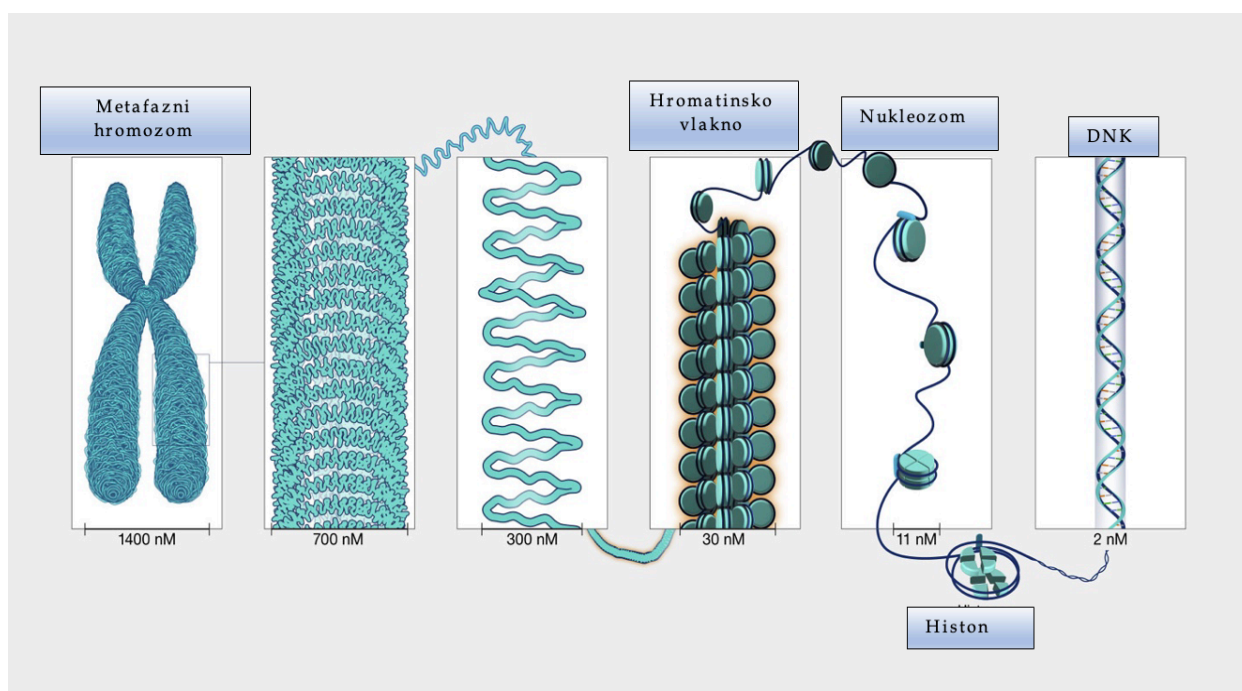 Metafazni
hromozom
Hromatinsko
vlakno
Nukleozom
DNK
1400 nM
700 nM
300 nM
30 nM
11 nM
2 nM
Histon